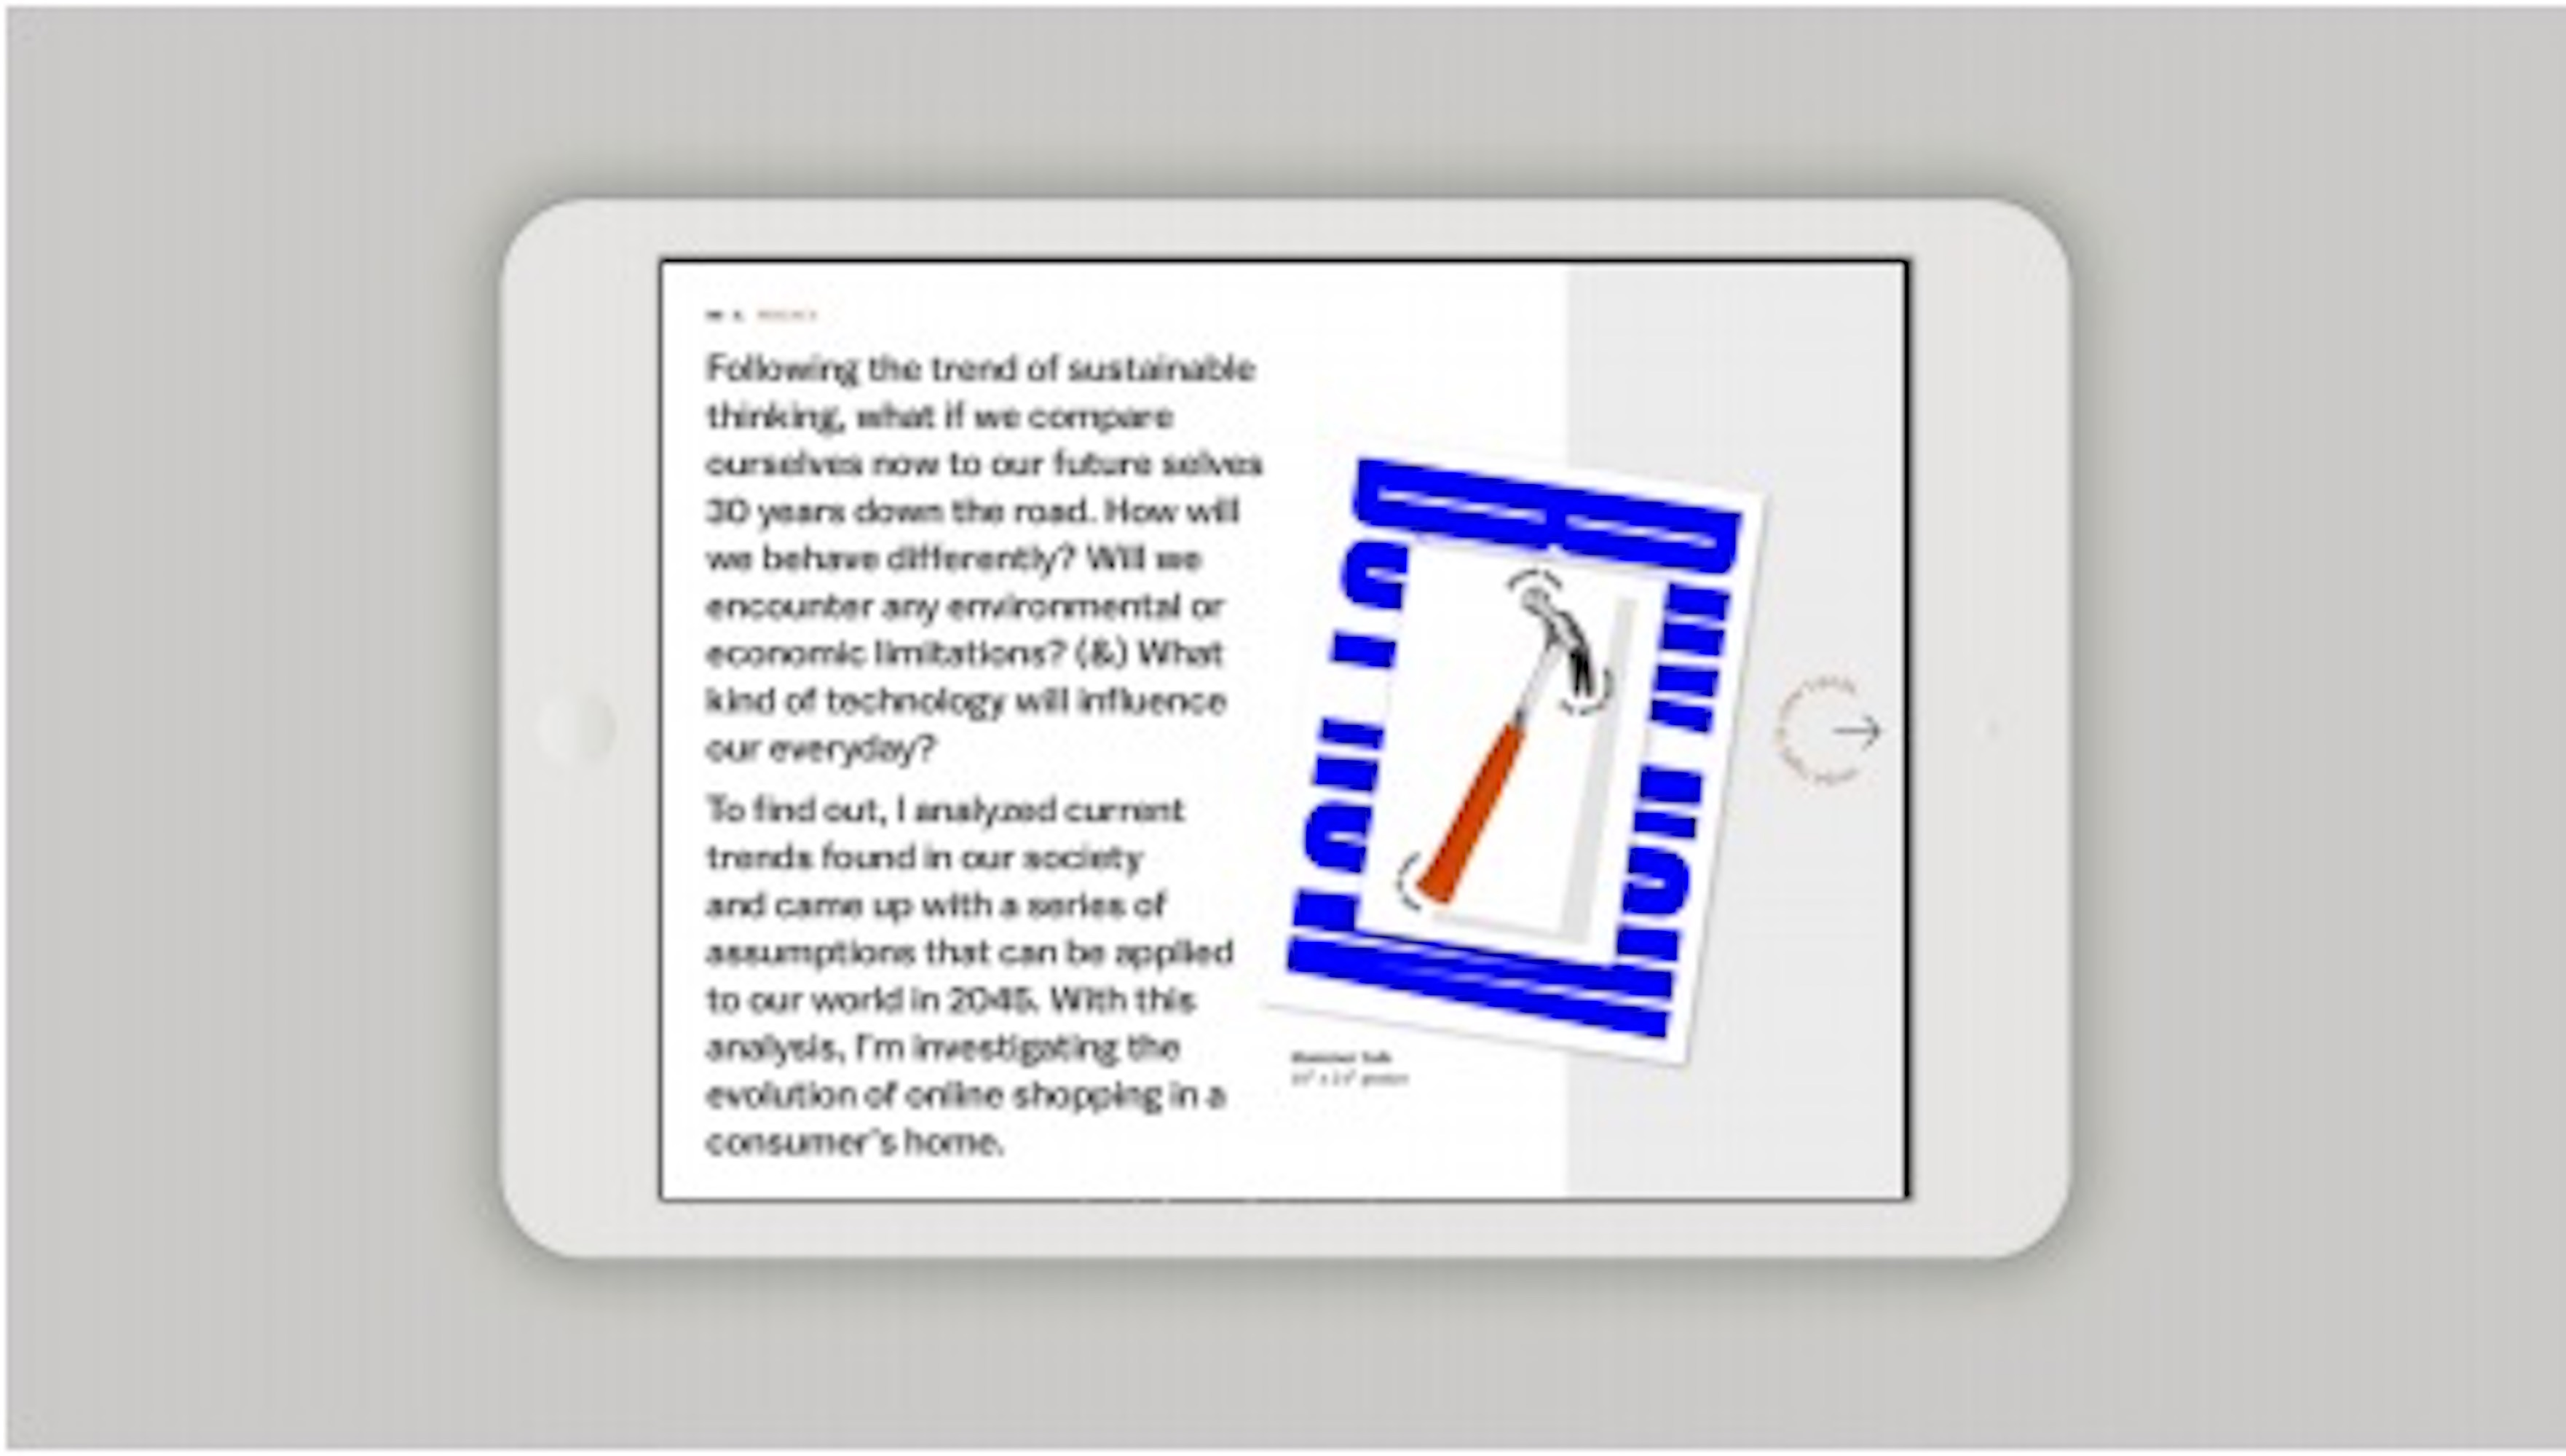 Following the trend of sustainable
thinking, what if we compare
ourselves now to our future selves
30 years down the road. How will
we behave differently? Will we
encounter any environmental or
economic limitations? (&) What
kind of technology will influence
our everyday?
To find out, I analyzed current
trends found in our society
and came up with a series of
assumptions that can be applied
to our world in 2045. With this
analysis, I'm investigating the
evolution of online shopping in a
consumer's home.